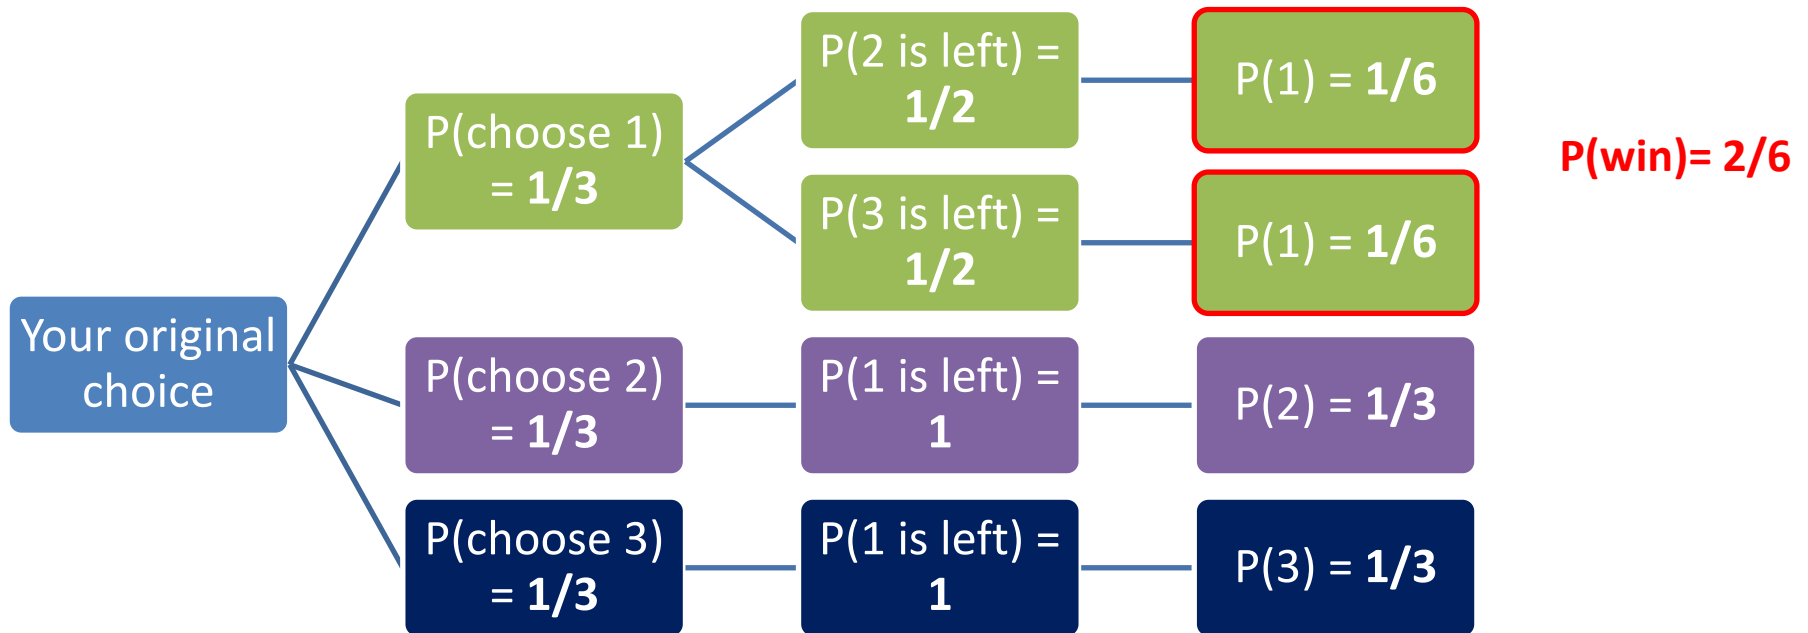 Your original
choice
P(choose 1)
= 1/3
P(2 is left) =
1/2
P(1) = 1/6
P(3 is left) =
1/2
P(1) = 1/6
P(win)= 2/6
P(choose 2)
= 1/3
P(1 is left) =
1
P(2) = 1/3
P(choose 3)
= 1/3
P(1 is left) =
1
P(3) = 1/3